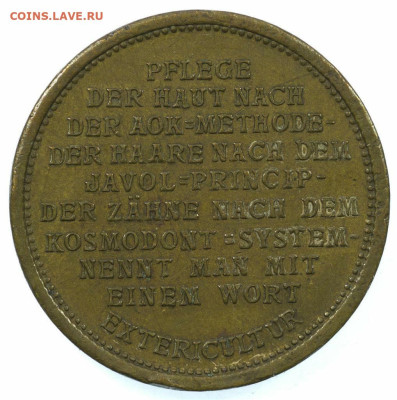 COINS.LAVE.RU
PFLEGE
DER HAUT NACH
DER AOK=METHODE-
DER HAARE NACH DEM
JAVOL=PRINCIP-
DER ZÄHNE NACH DEM
KOSMODONT=SYSTEM-
NENNT MAN MIT
EINEM WORT
EXTERICULTUR